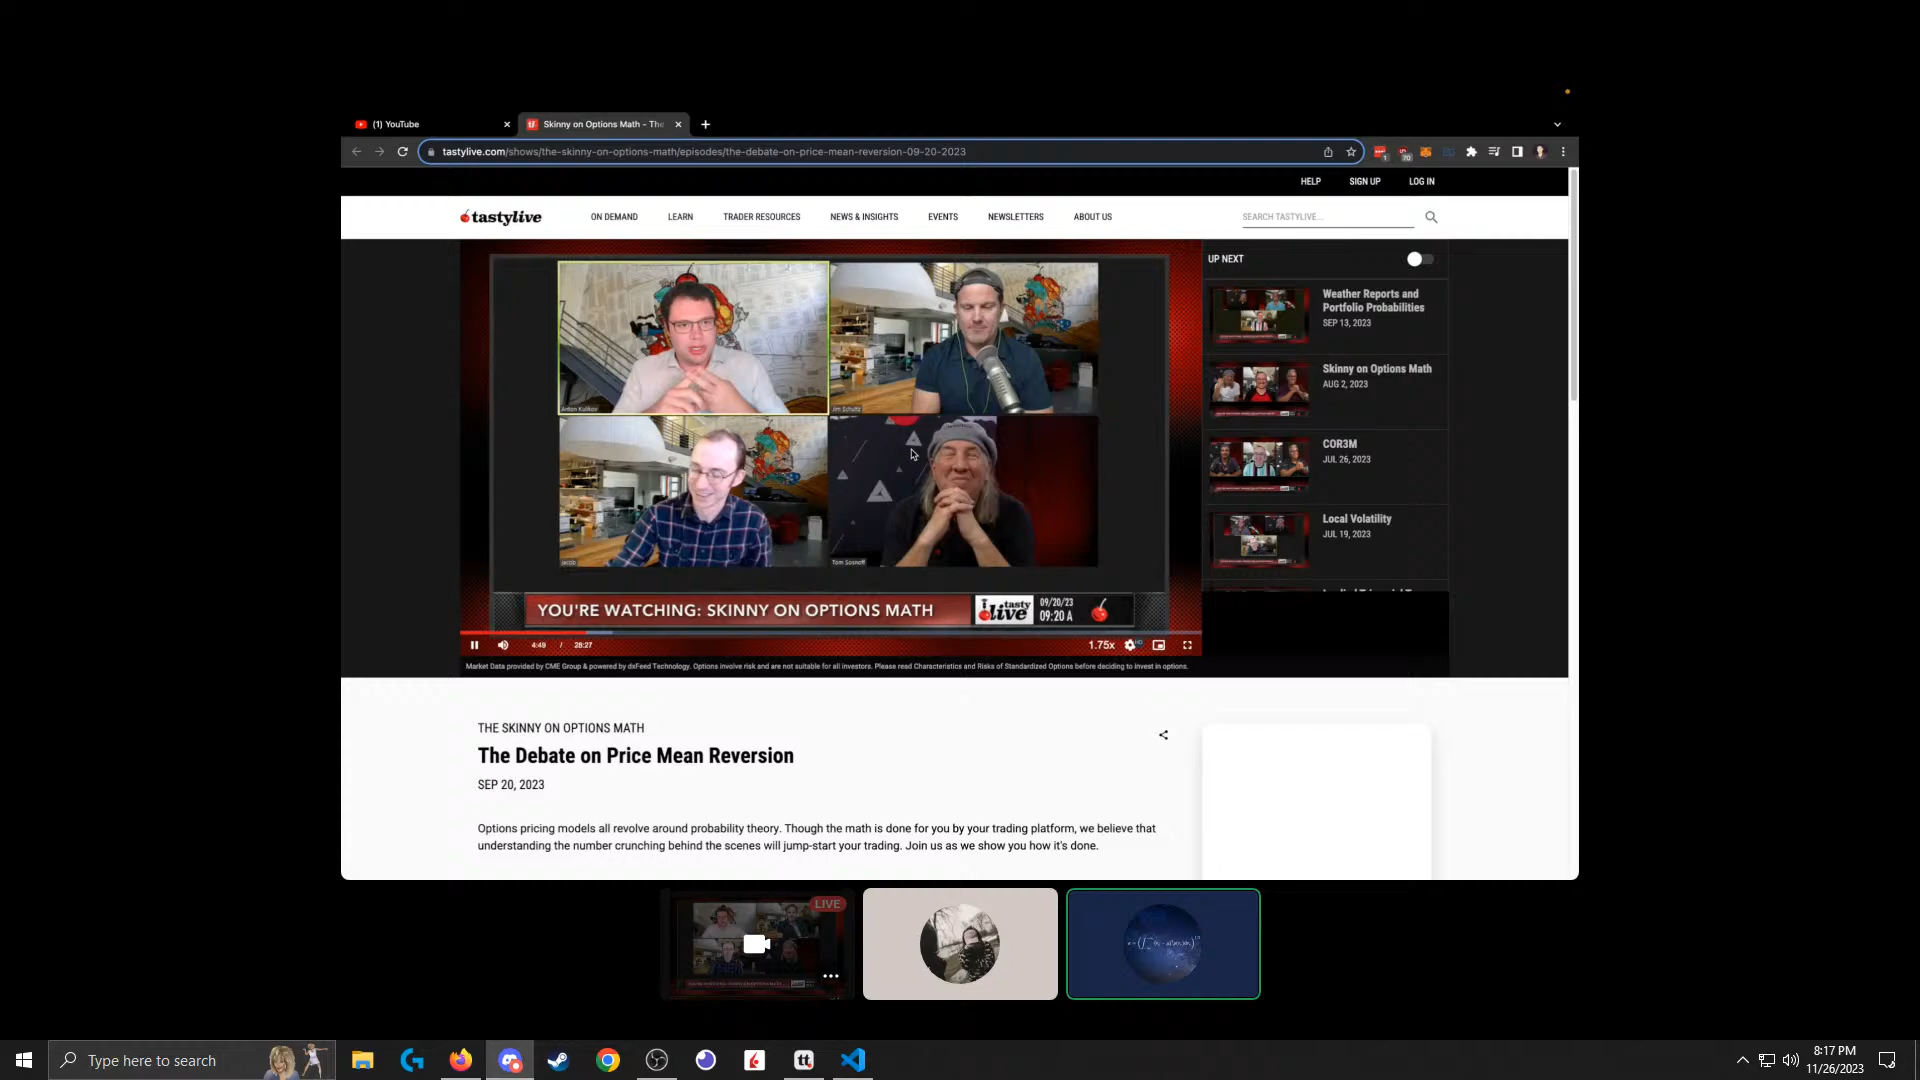 (1) YouTube
Skinny on Options Math - The
tastylive.com/shows/the-skinny-on-options-math/episodes/the-debate-on-price-mean-reversion-09-20-2023
HELP SIGN UP LOG IN
tastylive ON DEMAND LEARN TRADER RESOURCES NEWS & INSIGHTS EVENTS NEWSLETTERS ABOUT US SEARCH TASTYLIVE...
UP NEXT
Weather Reports and
Portfolio Probabilities
SEP 13, 2023
Skinny on Options Math
AUG 2, 2023
COR3M
JUL 26, 2023
Local Volatility
JUL 19, 2023
Anton Kulikov
Jim Schultz
Jacob
Tom Sosnoff
YOU'RE WATCHING: SKINNY ON OPTIONS MATH
tasty live
09/20/23
09:20 A
4:49 / 28:27 1.75x HD
Market Data provided by CME Group & powered by dxFeed Technology. Options involve risk and are not suitable for all investors. Please read Characteristics and Risks of Standardized Options before deciding to invest in options.
THE SKINNY ON OPTIONS MATH
The Debate on Price Mean Reversion
SEP 20, 2023
Options pricing models all revolve around probability theory. Though the math is done for you by your trading platform, we believe that
understanding the number crunching behind the scenes will jump-start your trading. Join us as we show you how it's done.
LIVE
Type here to search
tt
8:17 PM
11/26/2023